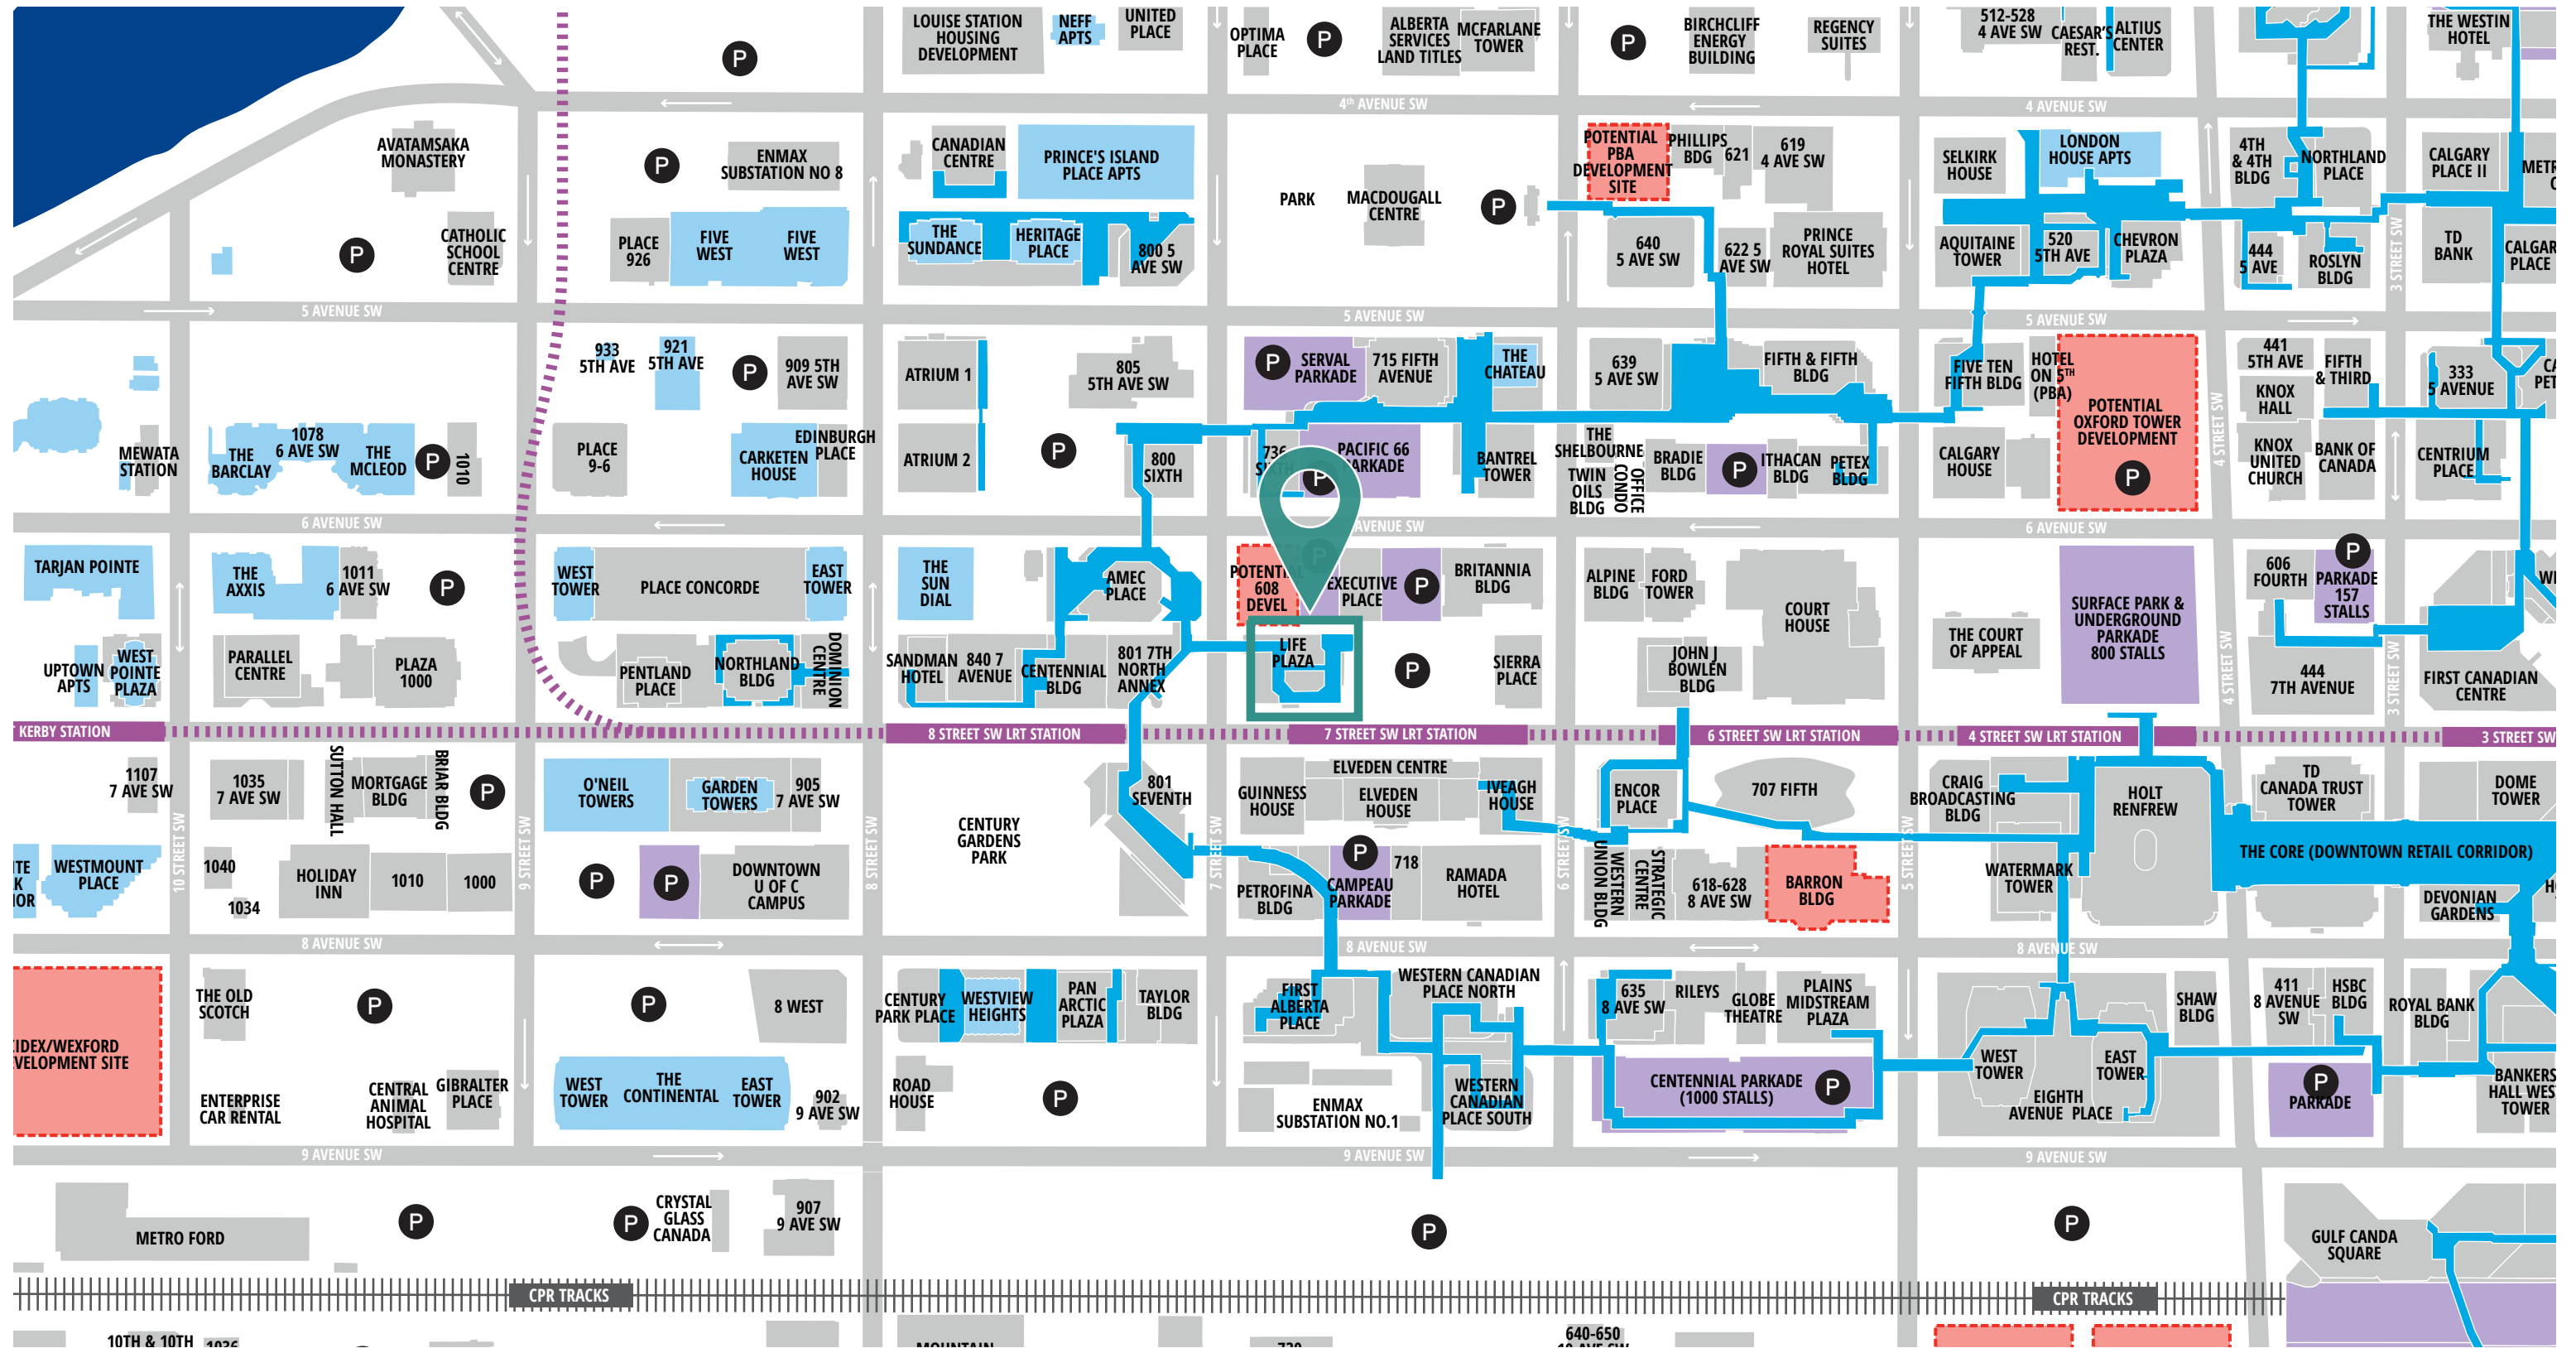 LOUISE STATION
HOUSING
DEVELOPMENT
NEFF
APTS
UNITED
PLACE
OPTIMA
PLACE
P
P
ALBERTA
SERVICES
LAND TITLES
MCFARLANE
TOWER
P
BIRCHCLIFF
ENERGY
BUILDING
REGENCY
SUITES
512-528
4 AVE SW
CAESAR'S
REST.
ALTIUS
CENTER
THE WESTIN
HOTEL
4th AVENUE SW
4 AVENUE SW
AVATAMSAKA
MONASTERY
P
ENMAX
SUBSTATION NO 8
CANADIAN
CENTRE
PRINCE'S ISLAND
PLACE APTS
PARK
MACDOUGALL
CENTRE
P
POTENTIAL
PBA
DEVELOPMENT
SITE
PHILLIPS
BDG
621
619
4 AVE SW
SELKIRK
HOUSE
LONDON
HOUSE APTS
4TH
& 4TH
BLDG
NORTHLAND
PLACE
CALGARY
PLACE II
P
CATHOLIC
SCHOOL
CENTRE
PLACE
926
FIVE
WEST
FIVE
WEST
THE
SUNDANCE
HERITAGE
PLACE
800 5
AVE SW
640
5 AVE SW
622 5
AVE SW
PRINCE
ROYAL SUITES
HOTEL
AQUITAINE
TOWER
520
5TH AVE
CHEVRON
PLAZA
444
5 AVE
ROSLYN
BLDG
3 STREET SW
TD
BANK
5 AVENUE SW
5 AVENUE SW
5 AVENUE SW
933
5TH AVE
921
5TH AVE
P
909 5TH
AVE SW
ATRIUM 1
805
5TH AVE SW
P
SERVAL
PARKADE
715 FIFTH
AVENUE
THE
CHATEAU
639
5 AVE SW
FIFTH & FIFTH
BLDG
FIVE TEN
FIFTH BLDG
HOTEL
ON 5TH
(PBA)
POTENTIAL
OXFORD TOWER
DEVELOPMENT
P
4 STREET SW
441
5TH AVE
FIFTH
& THIRD
KNOX
HALL
333
5 AVENUE
MEWATA
STATION
THE
BARCLAY
1078
6 AVE SW
THE
MCLEOD
P
1010
PLACE
9-6
CARKETEN
HOUSE
EDINBURGH
PLACE
ATRIUM 2
P
800
SIXTH
736
P
PACIFIC 66
BANTREL
TOWER
THE
SHELBOURNE
TWIN
OILS
BLDG
OFFICE
CONDO
BRADIE
BLDG
P
ITHACAN
BLDG
PETEX
BLDG
CALGARY
HOUSE
KNOX
UNITED
CHURCH
BANK OF
CANADA
CENTRIUM
PLACE
6 AVENUE SW
AVENUE SW
6 AVENUE SW
TARJAN POINTE
THE
AXXIS
1011
6 AVE SW
P
WEST
TOWER
PLACE CONCORDE
EAST
TOWER
THE
SUN
DIAL
AMEC
PLACE
POTENTIAL
608
DEVEL
P
EXECUTIVE
PLACE
P
BRITANNIA
BLDG
ALPINE
BLDG
FORD
TOWER
COURT
HOUSE
THE COURT
OF APPEAL
SURFACE PARK &
UNDERGROUND
PARKADE
800 STALLS
606
FOURTH
P
PARKADE
157
STALLS
UPTOWN
APTS
WEST
POINTE
PLAZA
PARALLEL
CENTRE
PLAZA
1000
PENTLAND
PLACE
NORTHLAND
BLDG
DOMINION
CENTRE
SANDMAN
HOTEL
840 7
AVENUE
CENTENNIAL
BLDG
801 7TH
NORTH
ANNEX
LIFE
PLAZA
P
SIERRA
PLACE
JOHN J
BOWLEN
BLDG
4 STREET SW
444
7TH AVENUE
3 STREET SW
FIRST CANADIAN
CENTRE
KERBY STATION
8 STREET SW LRT STATION
7 STREET SW LRT STATION
6 STREET SW LRT STATION
4 STREET SW LRT STATION
3 STREET SW
1107
7 AVE SW
1035
7 AVE SW
SUTTON HALL
MORTGAGE
BLDG
BRIAR BLDG
P
O'NEIL
TOWERS
GARDEN
TOWERS
905
7 AVE SW
801
SEVENTH
GUINNESS
HOUSE
ELVEDEN CENTRE
ELVEDEN
HOUSE
IVEAGH
HOUSE
ENCOR
PLACE
707 FIFTH
CRAIG
BROADCASTING
BLDG
HOLT
RENFREW
TD
CANADA TRUST
TOWER
DOME
TOWER
10 STREET SW
9 STREET SW
8 STREET SW
7 STREET SW
6 STREET SW
5 STREET SW
WESTMOUNT
PLACE
1040
1034
HOLIDAY
INN
1010
1000
P
P
DOWNTOWN
U OF C
CAMPUS
CENTURY
GARDENS
PARK
PETROFINA
BLDG
P
CAMPEAU
PARKADE
718
RAMADA
HOTEL
WESTERN
UNION BLDG
STRATEGIC
CENTRE
618-628
8 AVE SW
BARRON
BLDG
WATERMARK
TOWER
THE CORE (DOWNTOWN RETAIL CORRIDOR)
DEVONIAN
GARDENS
8 AVENUE SW
8 AVENUE SW
8 AVENUE SW
THE OLD
SCOTCH
P
P
8 WEST
CENTURY
PARK PLACE
WESTVIEW
HEIGHTS
PAN
ARCTIC
PLAZA
TAYLOR
BLDG
FIRST
ALBERTA
PLACE
WESTERN CANADIAN
PLACE NORTH
635
8 AVE SW
RILEYS
GLOBE
THEATRE
PLAINS
MIDSTREAM
PLAZA
SHAW
BLDG
411
8 AVENUE
SW
HSBC
BLDG
ROYAL BANK
BLDG
ENTERPRISE
CAR RENTAL
CENTRAL
ANIMAL
HOSPITAL
GIBRALTER
PLACE
WEST
TOWER
THE
CONTINENTAL
EAST
TOWER
902
9 AVE SW
ROAD
HOUSE
P
ENMAX
SUBSTATION NO.1
WESTERN
CANADIAN
PLACE SOUTH
CENTENNIAL PARKADE
(1000 STALLS)
P
WEST
TOWER
EAST
TOWER
EIGHTH
AVENUE PLACE
P
PARKADE
BANKERS
HALL WEST
TOWER
9 AVENUE SW
9 AVENUE SW
9 AVENUE SW
METRO FORD
P
P
CRYSTAL
GLASS
CANADA
907
9 AVE SW
P
P
GULF CANDA
SQUARE
CPR TRACKS
CPR TRACKS
10TH & 10TH
1036
MOUNTAIN
640-650